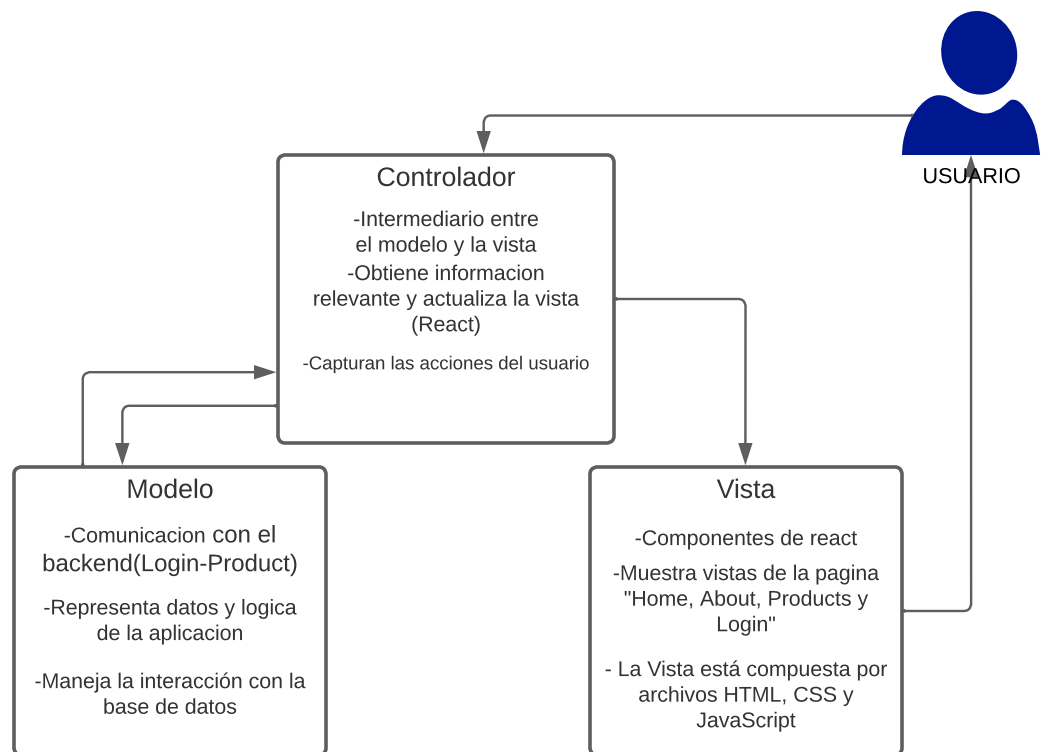 USUARIO
Controlador
-Intermediario entre
el modelo y la vista
-Obtiene informacion
relevante y actualiza la vista
(React)
-Capturan las acciones del usuario
Modelo
-Comunicacion con el
backend(Login-Product)
-Representa datos y logica
de la aplicacion
-Maneja la interacción con la
base de datos
Vista
-Componentes de react
-Muestra vistas de la pagina
"Home, About, Products y
Login"
- La Vista está compuesta por
archivos HTML, CSS y
JavaScript